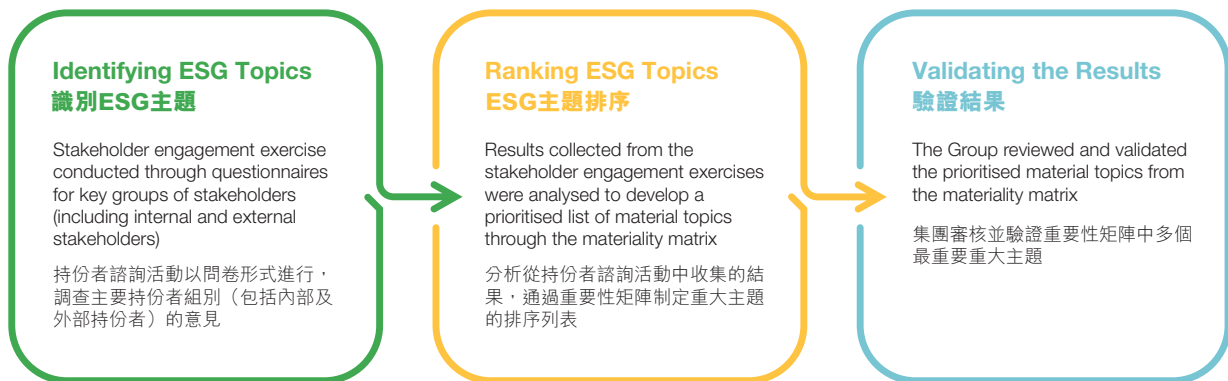 Identifying ESG Topics
識別ESG主題
Stakeholder engagement exercise
conducted through questionnaires
for key groups of stakeholders
(including internal and external
stakeholders)
持份者諮詢活動以問卷形式進行，
調查主要持份者組別（包括內部及
外部持份者）的意見
Ranking ESG Topics
ESG主題排序
Results collected from the
stakeholder engagement exercises
were analysed to develop a
prioritised list of material topics
through the materiality matrix
分析從持份者諮詢活動中收集的結
果，通過重要性矩陣制定重大主題
的排序列表
Validating the Results
驗證結果
The Group reviewed and validated
the prioritised material topics from
the materiality matrix
集團審核並驗證重要性矩陣中多個
最重要重大主題